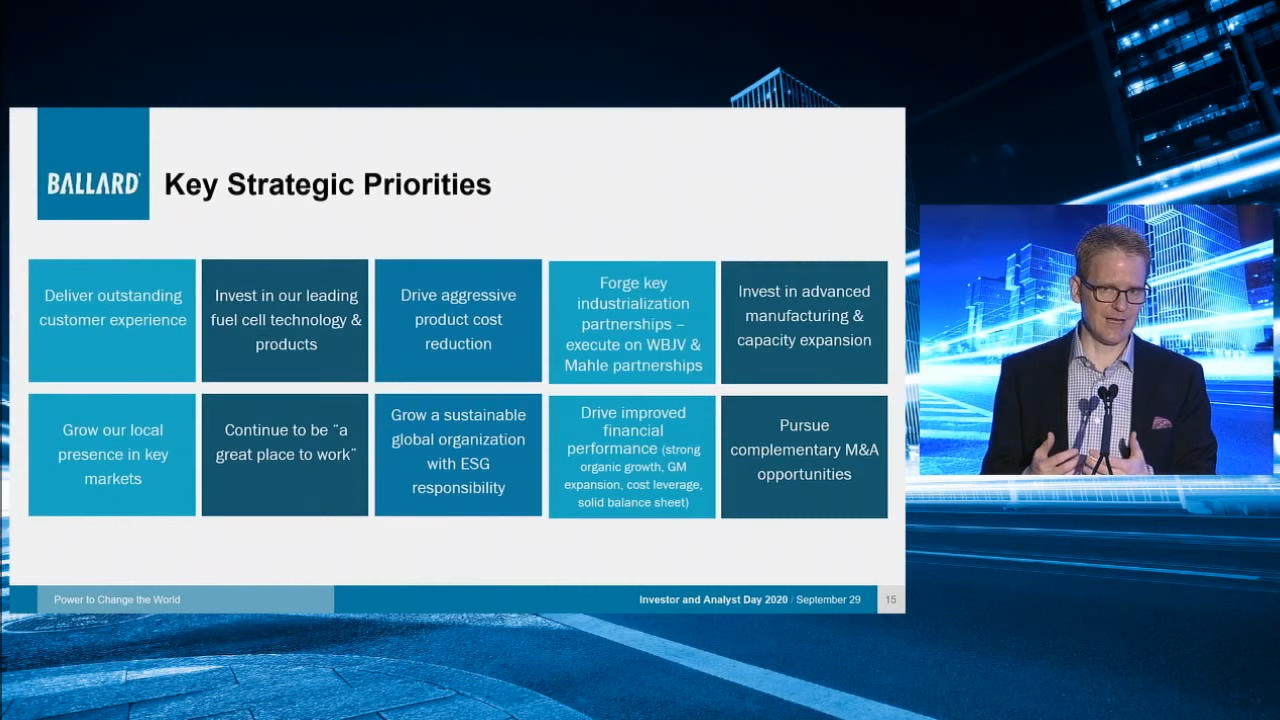 BALLARD
Key Strategic Priorities
Deliver outstanding
customer experience
Invest in our leading
fuel cell technology &
products
Drive aggressive
product cost
reduction
Forge key
industrialization
partnerships –
execute on WBJV &
Mahle partnerships
Invest in advanced
manufacturing &
capacity expansion
Grow our local
presence in key
markets
Continue to be "a
great place to work"
Grow a sustainable
global organization
with ESG
responsibility
Drive improved
financial
performance (strong
organic growth, GM
expansion, cost leverage,
solid balance sheet)
Pursue
complementary M&A
opportunities
Power to Change the World
Investor and Analyst Day 2020 / September 29
15